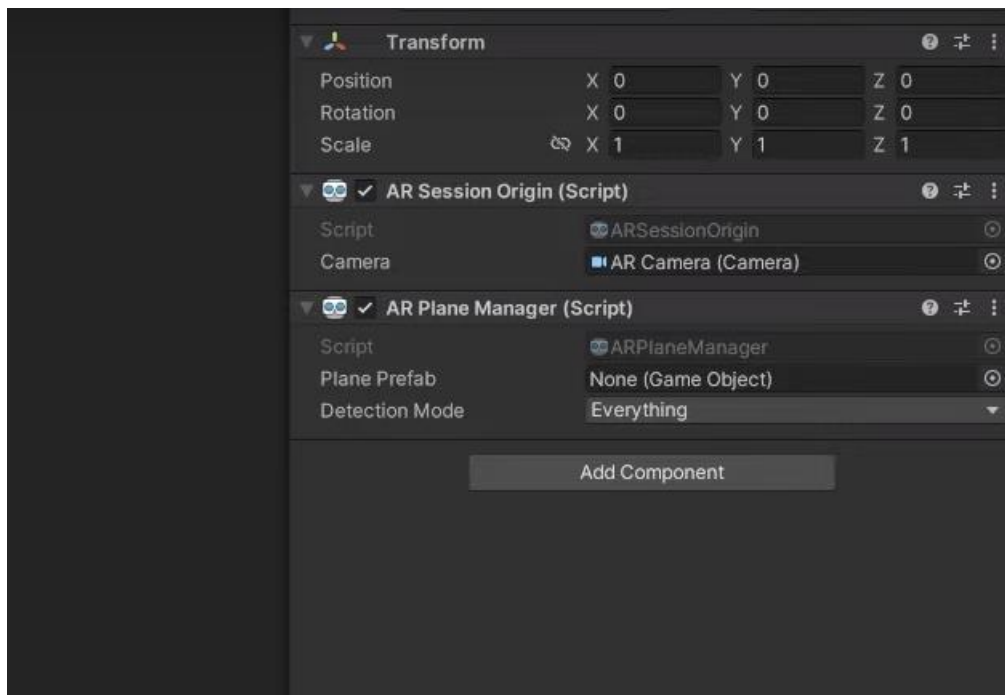 Transform
Position X 0 Y 0 Z 0
Rotation X 0 Y 0 Z 0
Scale X 1 Y 1 Z 1
AR Session Origin (Script)
Script ARSessionOrigin
Camera AR Camera (Camera)
AR Plane Manager (Script)
Script ARPlaneManager
Plane Prefab None (Game Object)
Detection Mode Everything
Add Component